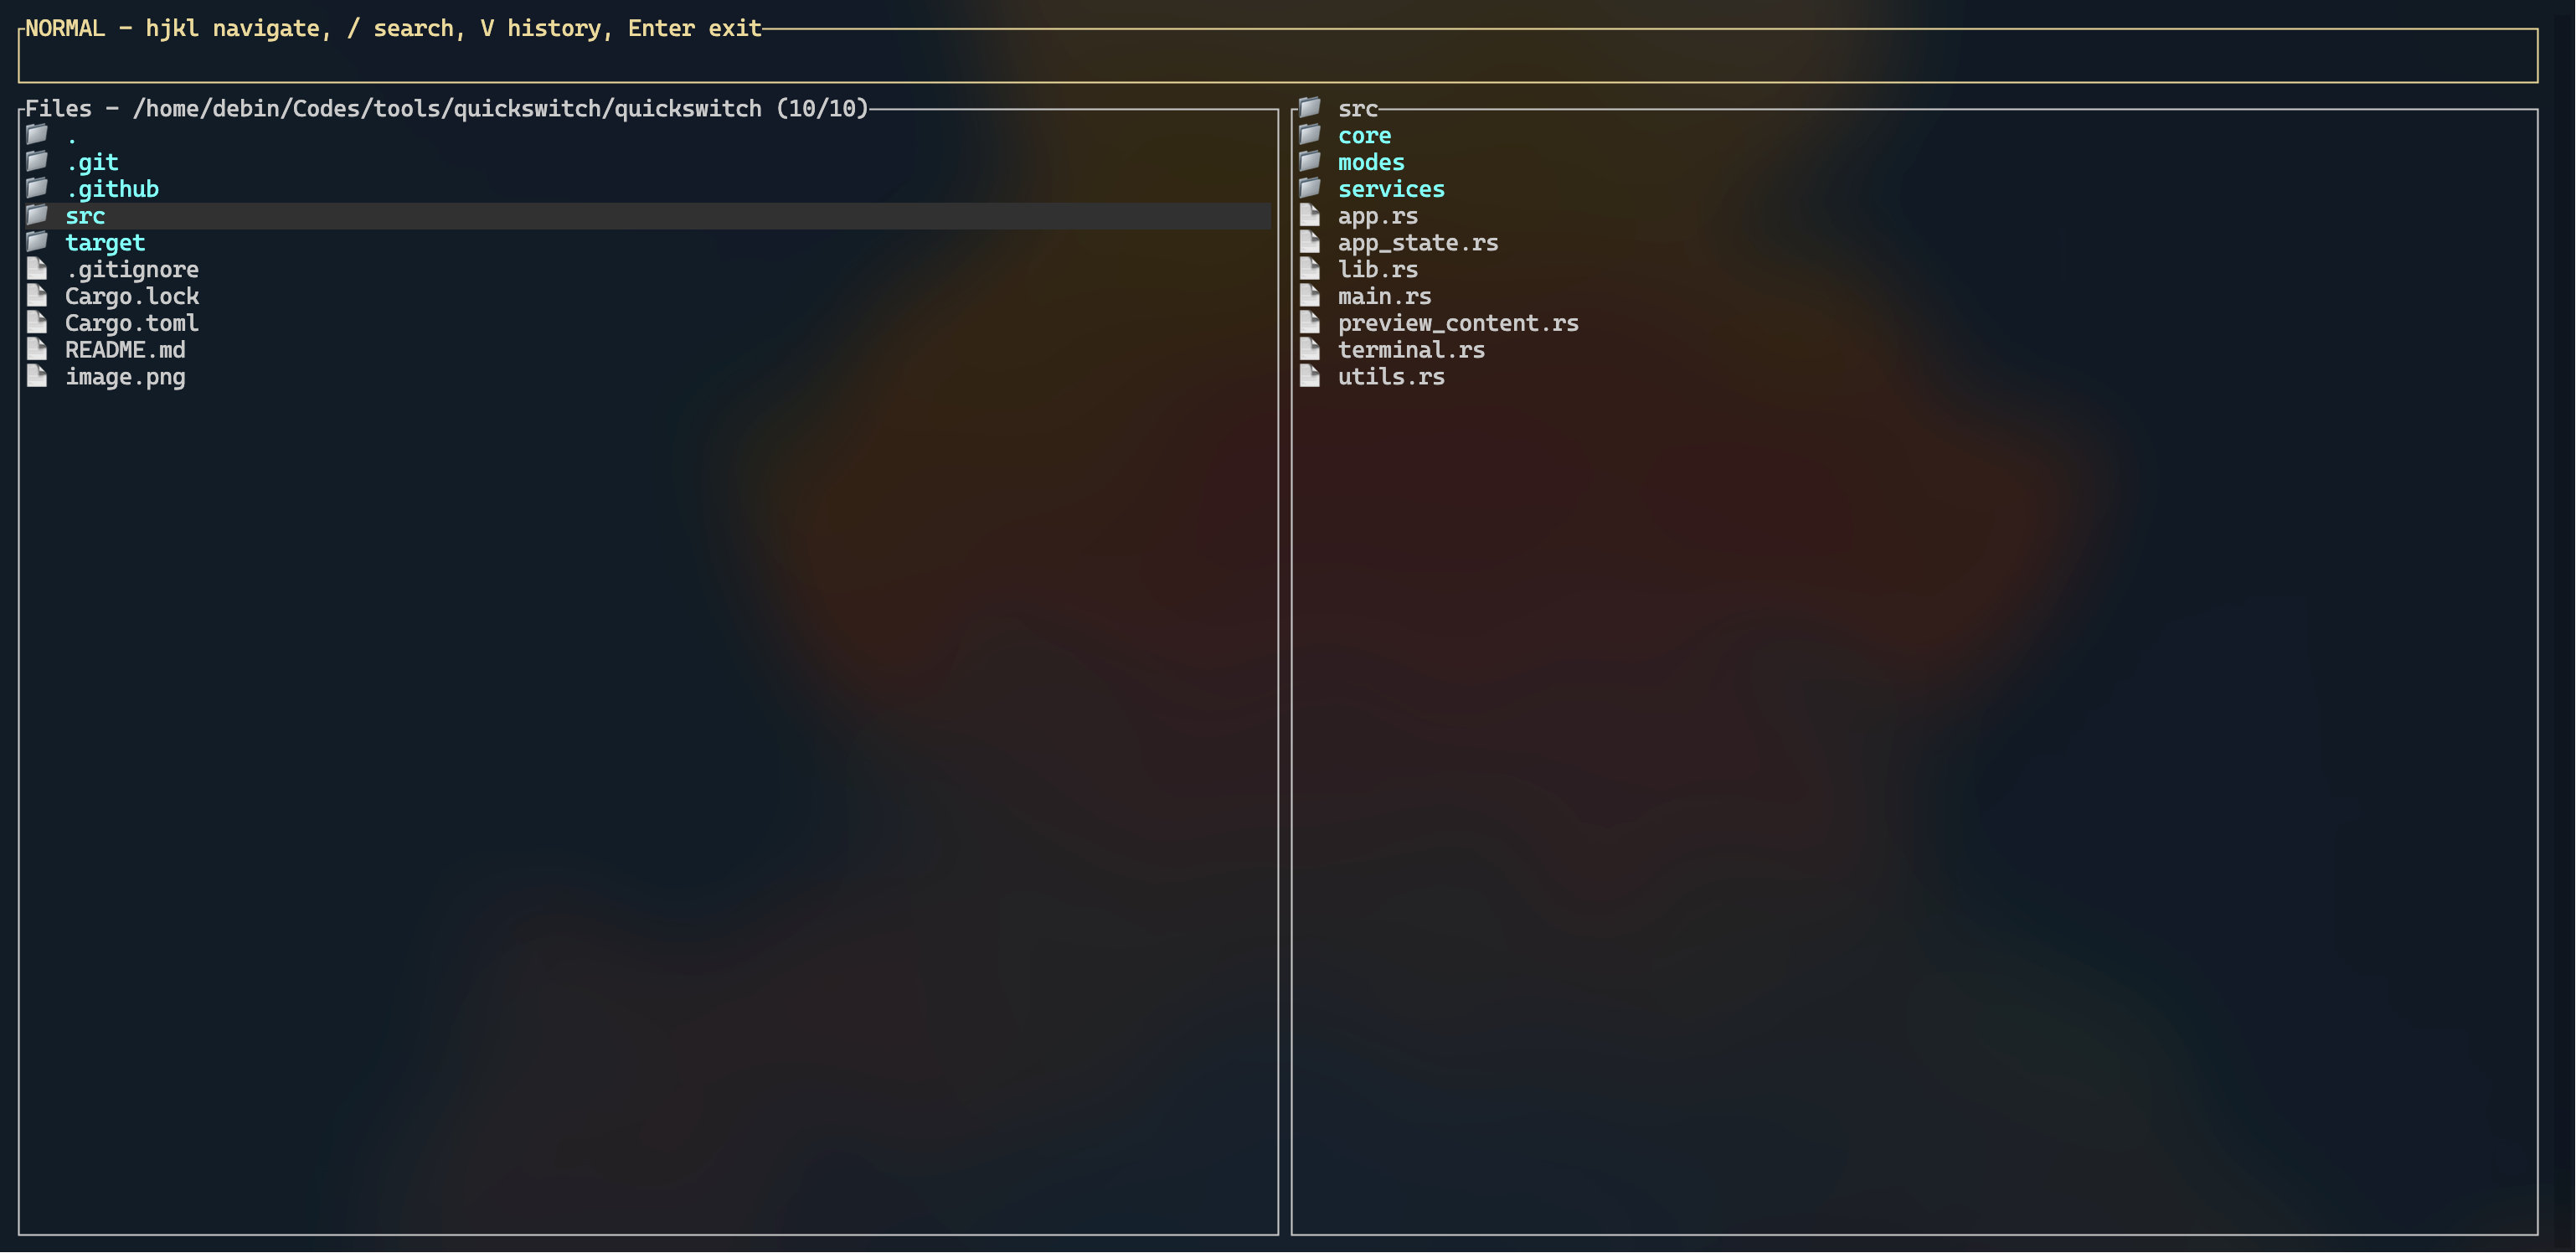 NORMAL - hjkl navigate, / search, V history, Enter exit
Files - /home/debin/Codes/tools/quickswitch/quickswitch (10/10)
.
.git
.github
src
target
.gitignore
Cargo.lock
Cargo.toml
README.md
image.png
src
core
modes
services
app.rs
app_state.rs
lib.rs
main.rs
preview_content.rs
terminal.rs
utils.rs